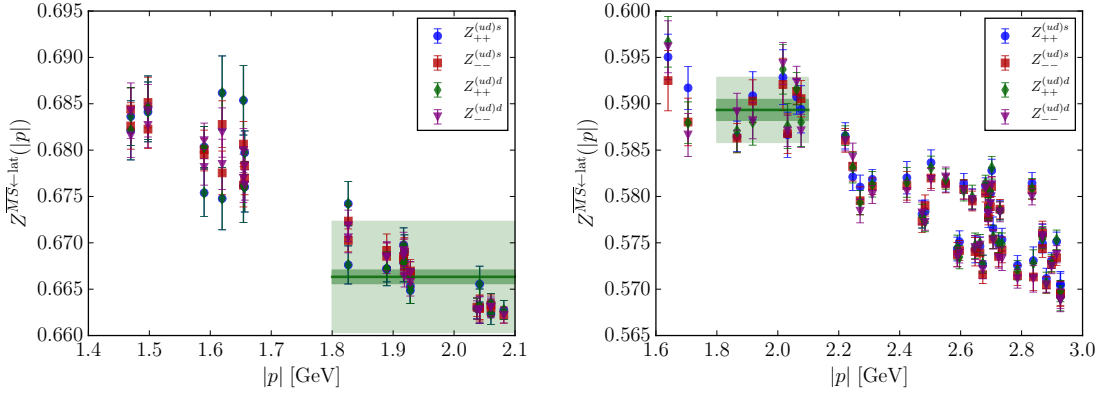 0.690
0.685
0.680
0.675
0.670
0.665
0.660
1.4 1.5 1.6 1.7 1.8 1.9 2.0 2.1
|p| [GeV]
Z^{\overline{MS}←lat}(|p|)
Z_{++}^{(ud)s}
Z_{--}^{(ud)s}
Z_{++}^{(ud)d}
Z_{--}^{(ud)d}
0.600
0.595
0.590
0.585
0.580
0.575
0.570
0.565
1.6 1.8 2.0 2.2 2.4 2.6 2.8 3.0
|p| [GeV]
Z^{\overline{MS}←lat}(|p|)
Z_{++}^{(ud)s}
Z_{--}^{(ud)s}
Z_{++}^{(ud)d}
Z_{--}^{(ud)d}